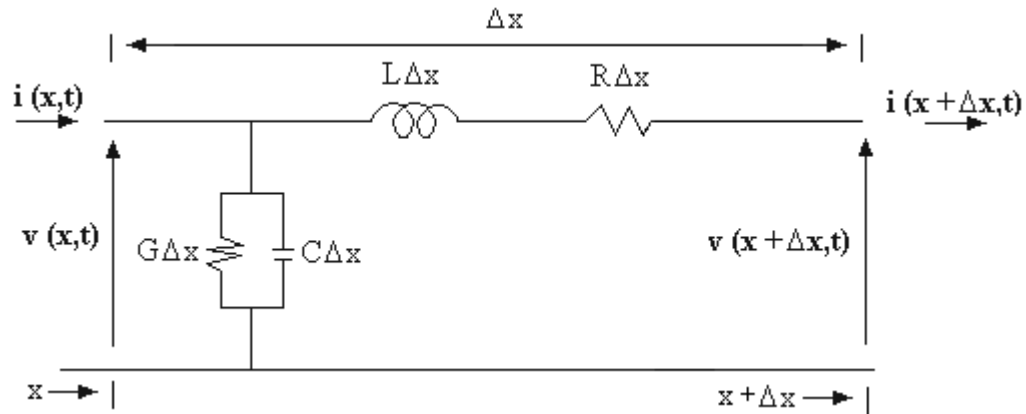 Δx
LΔx RΔx
i (x,t) i (x + Δx,t)
v (x,t) GΔx CΔx v (x + Δx,t)
x x + Δx